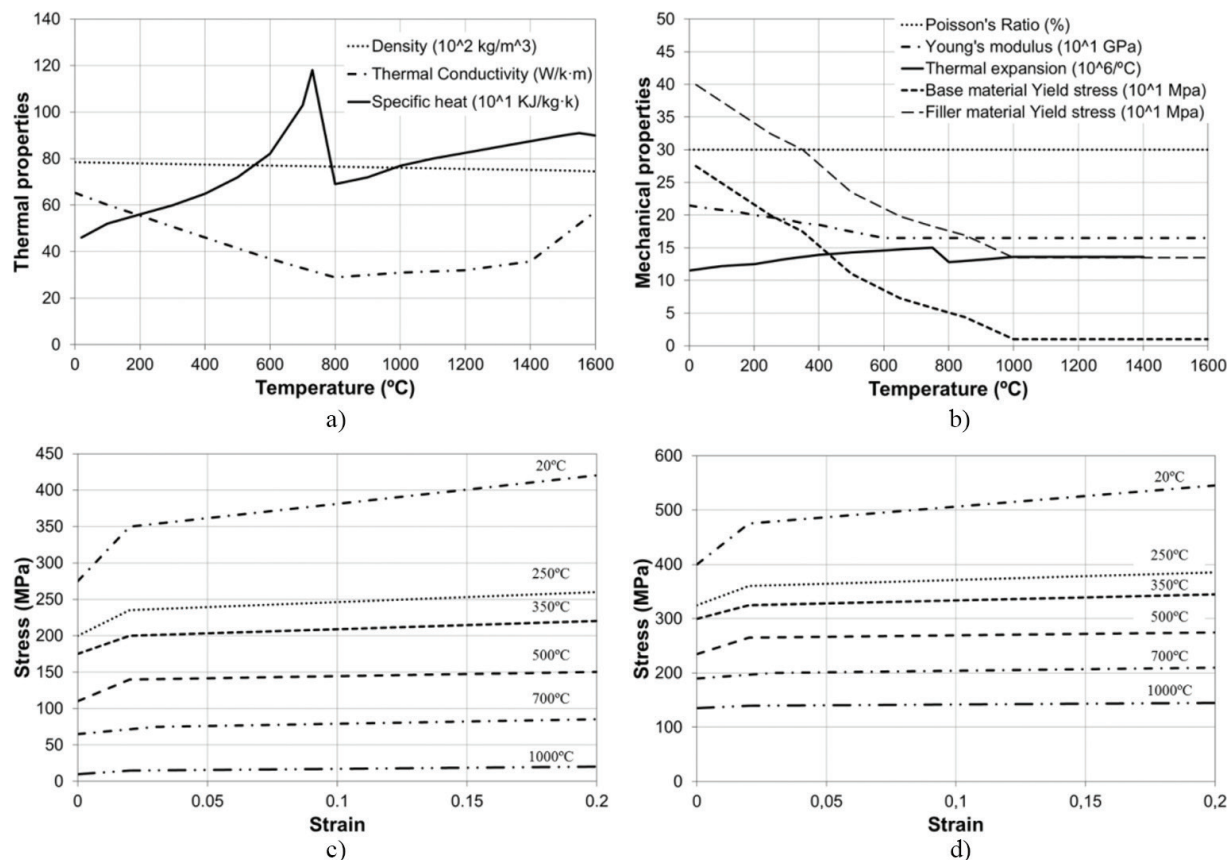 140
120
100
80
60
40
20
0
Thermal properties
Density (10^2 kg/m^3)
Thermal Conductivity (W/k·m)
Specific heat (10^1 KJ/kg·k)
0 200 400 600 800 1000 1200 1400 1600
Temperature (ºC)
a)
50
45
40
35
30
25
20
15
10
5
0
Mechanical properties
Poisson's Ratio (%)
Young's modulus (10^1 GPa)
Thermal expansion (10^6/ºC)
Base material Yield stress (10^1 Mpa)
Filler material Yield stress (10^1 Mpa)
0 200 400 600 800 1000 1200 1400 1600
Temperature (ºC)
b)
450
400
350
300
250
200
150
100
50
0
Stress (MPa)
20ºC
250ºC
350ºC
500ºC
700ºC
1000ºC
0 0.05 0.1 0.15 0.2
Strain
c)
600
500
400
300
200
100
0
Stress (MPa)
20ºC
250ºC
350ºC
500ºC
700ºC
1000ºC
0 0,05 0,1 0,15 0,2
Strain
d)